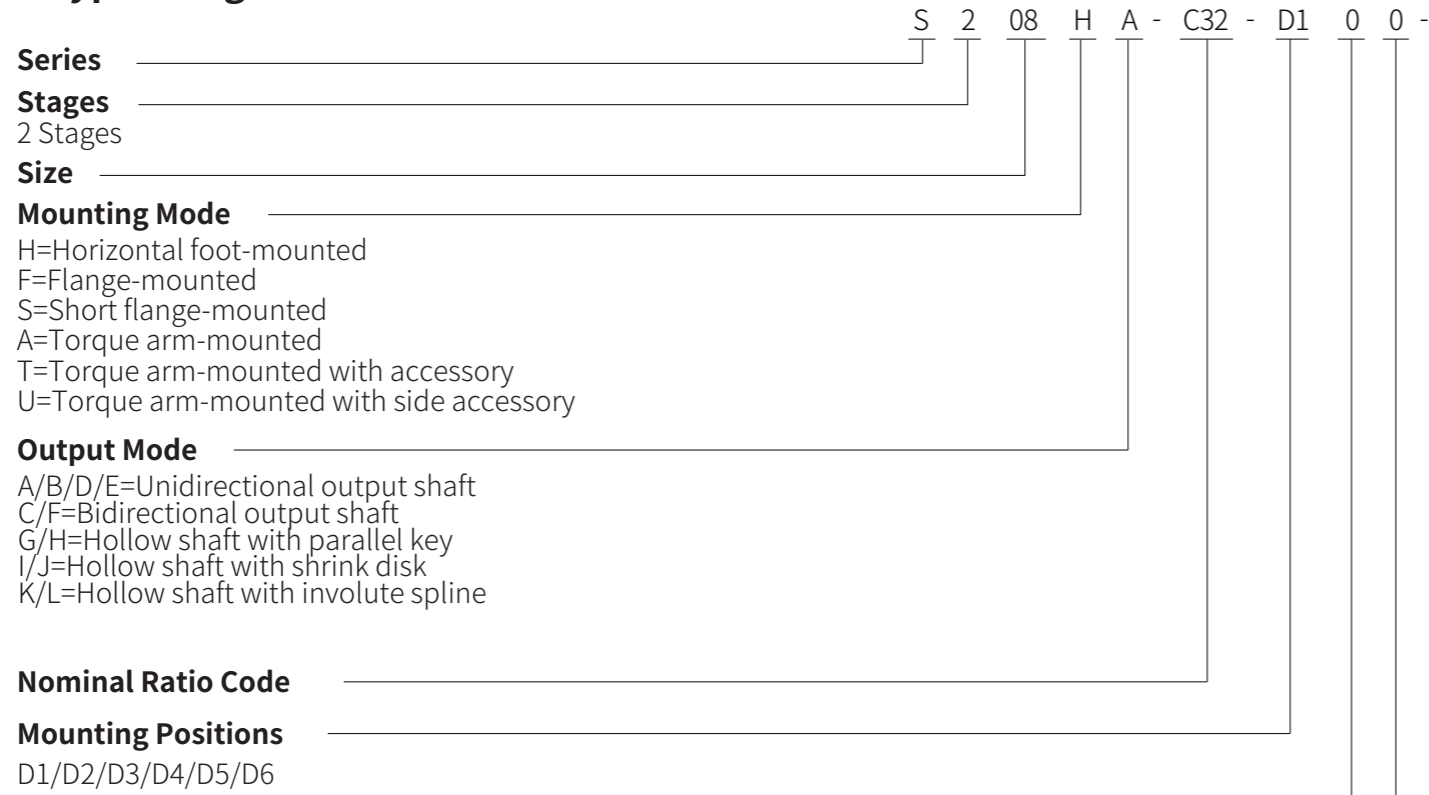 S 2 08 H A - C32 - D1 0 0 -
Series
Stages
2 Stages
Size
Mounting Mode
H=Horizontal foot-mounted
F=Flange-mounted
S=Short flange-mounted
A=Torque arm-mounted
T=Torque arm-mounted with accessory
U=Torque arm-mounted with side accessory
Output Mode
A/B/D/E=Unidirectional output shaft
C/F=Bidirectional output shaft
G/H=Hollow shaft with parallel key
I/J=Hollow shaft with shrink disk
K/L=Hollow shaft with involute spline
Nominal Ratio Code
Mounting Positions
D1/D2/D3/D4/D5/D6